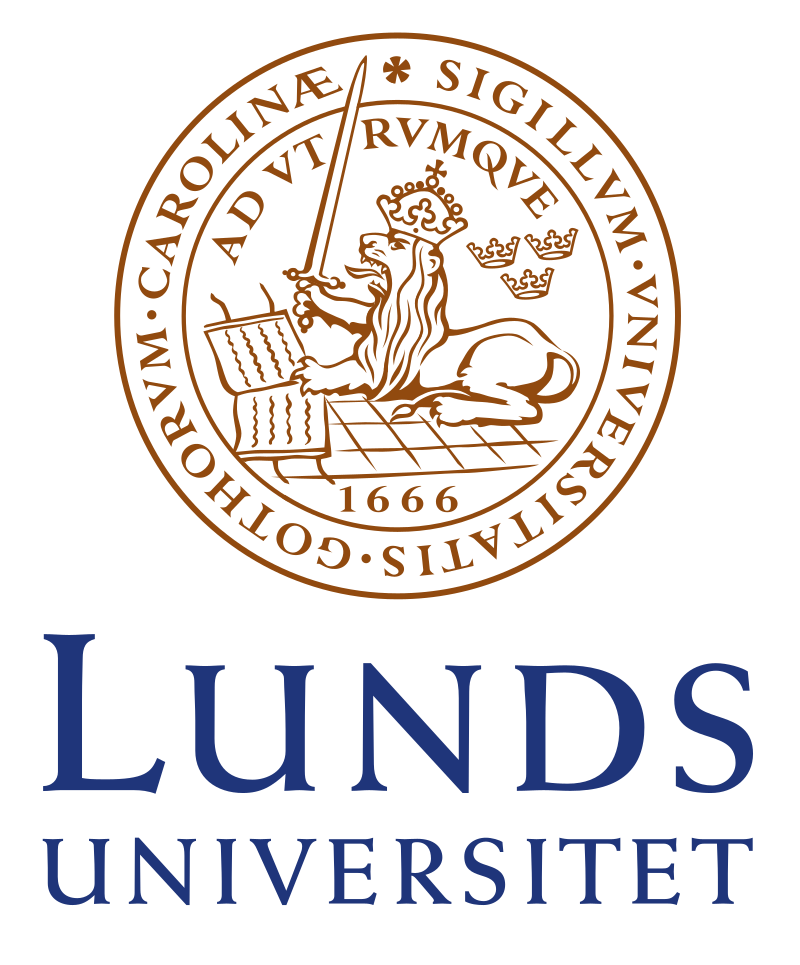 * SIGILLVM · VNIVERSITATIS · GOTHORVM · CAROLINÆ
AD VTRVMQVE
1666
LUNDS
UNIVERSITET